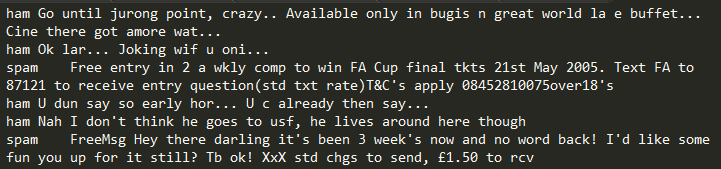 ham Go until jurong point, crazy.. Available only in bugis n great world la e buffet...
Cine there got amore wat...
ham Ok lar... Joking wif u oni...
spam    Free entry in 2 a wkly comp to win FA Cup final tkts 21st May 2005. Text FA to
87121 to receive entry question(std txt rate)T&C's apply 08452810075over18's
ham U dun say so early hor... U c already then say...
ham Nah I don't think he goes to usf, he lives around here though
spam    FreeMsg Hey there darling it's been 3 week's now and no word back! I'd like some
fun you up for it still? Tb ok! XxX std chgs to send, £1.50 to rcv